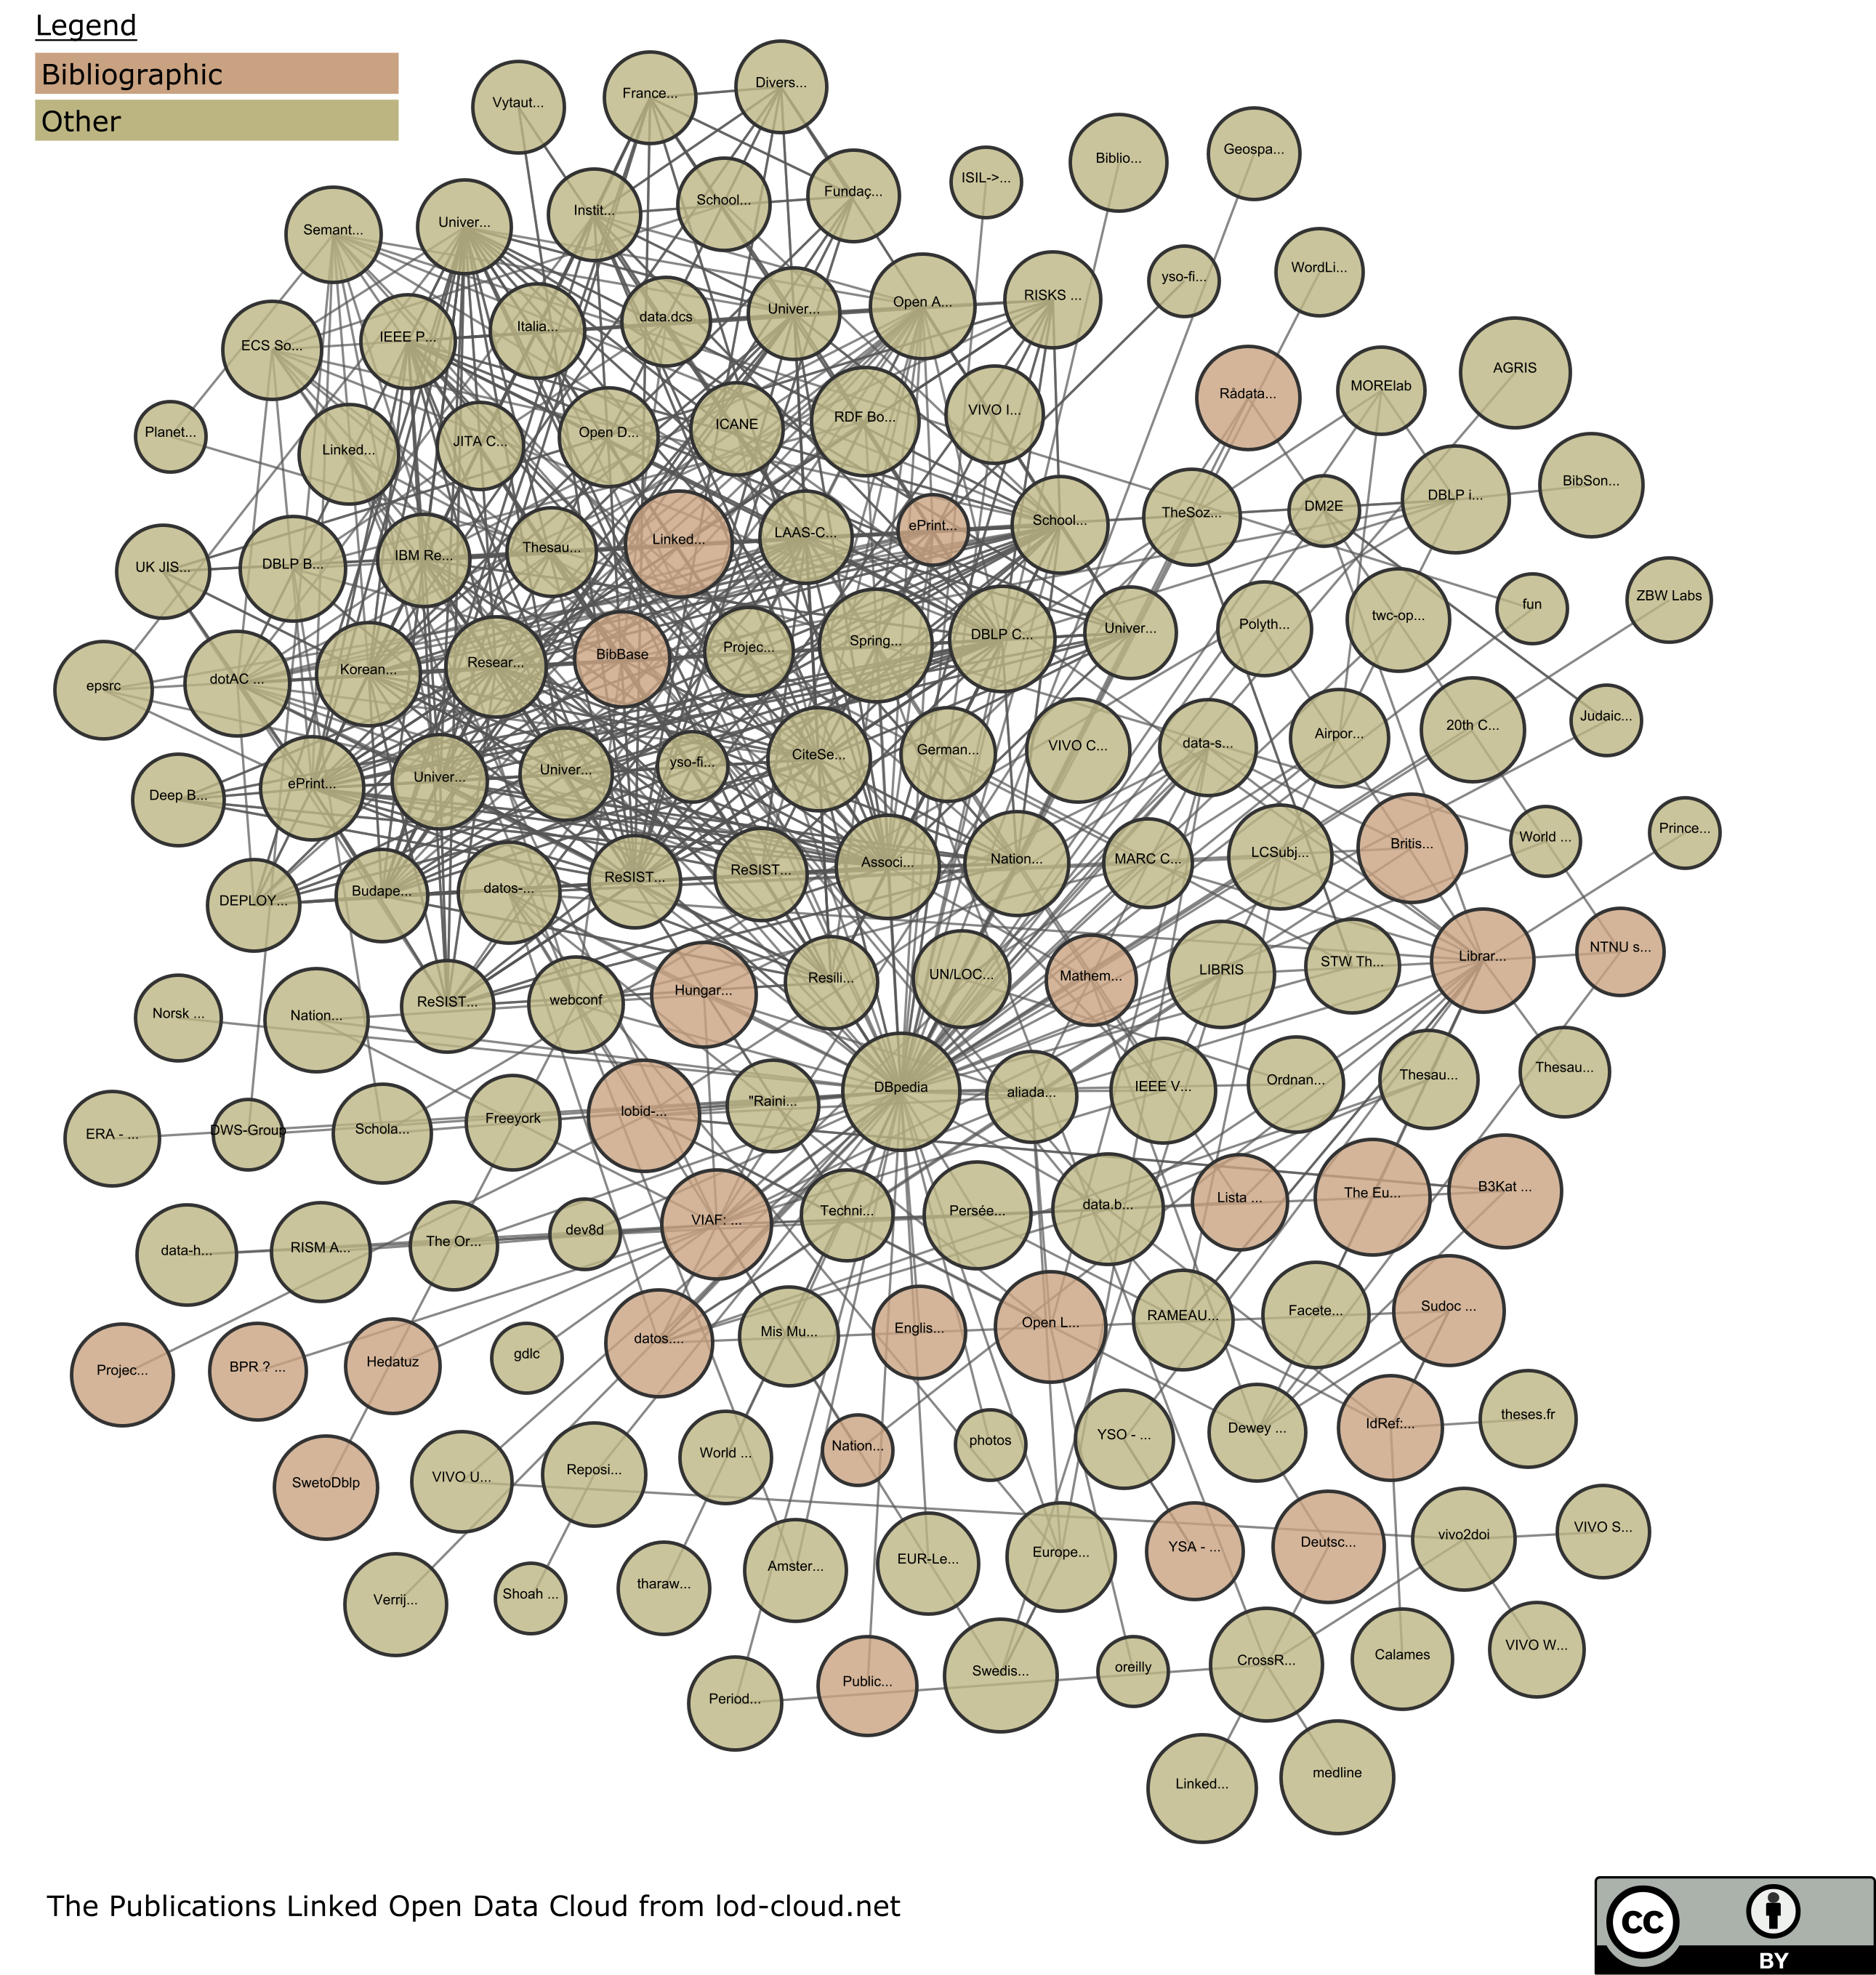 Legend
Bibliographic
Other
Divers...
France...
Vytaut...
Geospa...
Biblio...
ISIL->...
Fundaç...
School...
Instit...
Univer...
Semant...
WordLi...
yso-fi...
RISKS ...
Open A...
Univer...
data.dcs
Italia...
IEEE P...
ECS So...
AGRIS
MORElab
Rådata...
VIVO I...
RDF Bo...
ICANE
Open D...
JITA C...
Linked...
Planet...
BibSon...
DBLP i...
DM2E
TheSoz...
School...
ePrint...
LAAS-C...
Linked...
Thesau...
IBM Re...
DBLP B...
UK JIS...
ZBW Labs
fun
twc-op...
Polyth...
Univer...
DBLP C...
Spring...
Projec...
BibBase
Resear...
Korean...
dotAC ...
epsrc
Judaic...
20th C...
Airpor...
data-s...
VIVO C...
German...
CiteSe...
yso-fi...
Univer...
Univer...
ePrint...
Deep B...
Prince...
World ...
Britis...
LCSubj...
MARC C...
Nation...
Associ...
ReSIST...
ReSIST...
datos-...
Budape...
DEPLOY...
NTNU s...
Librar...
STW Th...
LIBRIS
Mathem...
UN/LOC...
Resili...
Hungar...
webconf
ReSIST...
Nation...
Norsk ...
Thesau...
Thesau...
Ordnan...
IEEE V...
aliada...
DBpedia
"Raini...
lobid-...
Freeyork
Schola...
DWS-Group
ERA - ...
B3Kat ...
The Eu...
Lista ...
data.b...
Persée...
Techni...
VIAF: ...
dev8d
The Or...
RISM A...
data-h...
Sudoc ...
Facete...
RAMEAU...
Open L...
Englis...
Mis Mu...
datos....
gdlc
Hedatuz
BPR ? ...
Projec...
theses.fr
IdRef:...
Dewey ...
YSO - ...
photos
Nation...
World ...
Reposi...
VIVO U...
SwetoDblp
VIVO S...
vivo2doi
Deutsc...
YSA - ...
Europe...
EUR-Le...
Amster...
tharaw...
Shoah ...
Verrij...
VIVO W...
Calames
CrossR...
oreilly
Swedis...
Public...
Period...
medline
Linked...
The Publications Linked Open Data Cloud from lod-cloud.net
cc
BY